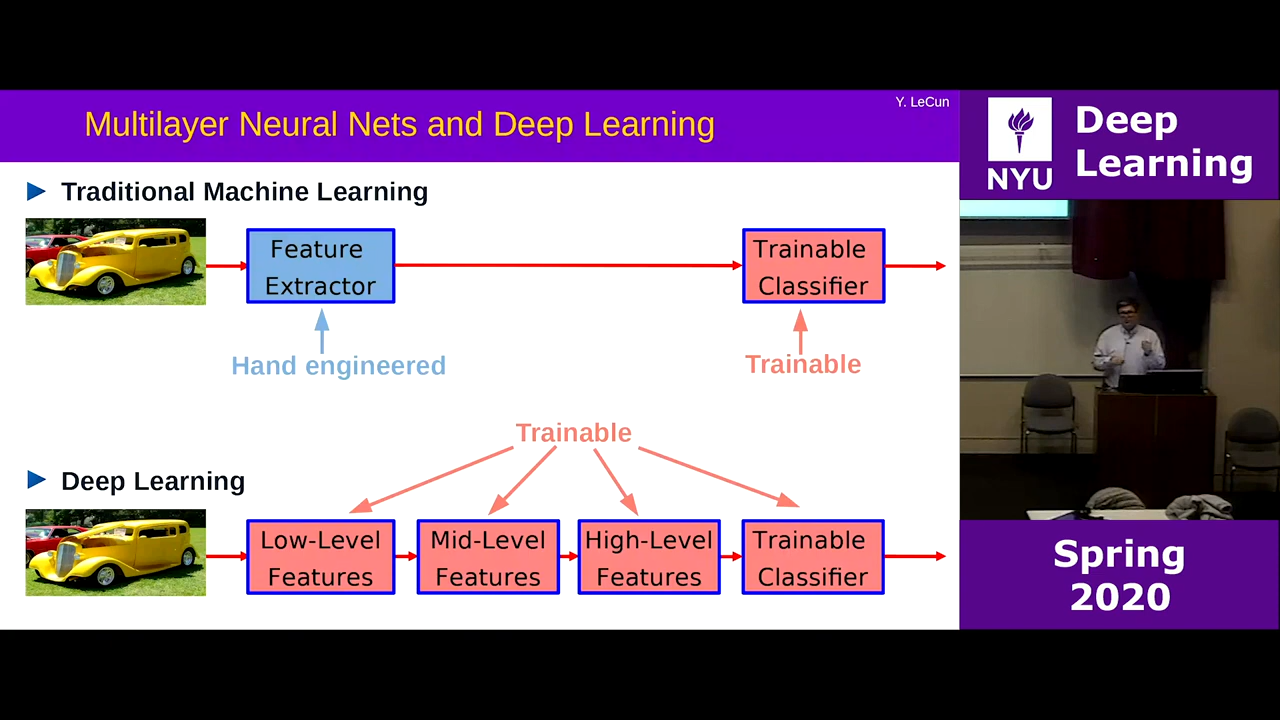 Y. LeCun
Multilayer Neural Nets and Deep Learning
Traditional Machine Learning
Feature
Extractor
Trainable
Classifier
Hand engineered
Trainable
Trainable
Deep Learning
Low-Level
Features
Mid-Level
Features
High-Level
Features
Trainable
Classifier
NYU
Deep
Learning
Spring
2020